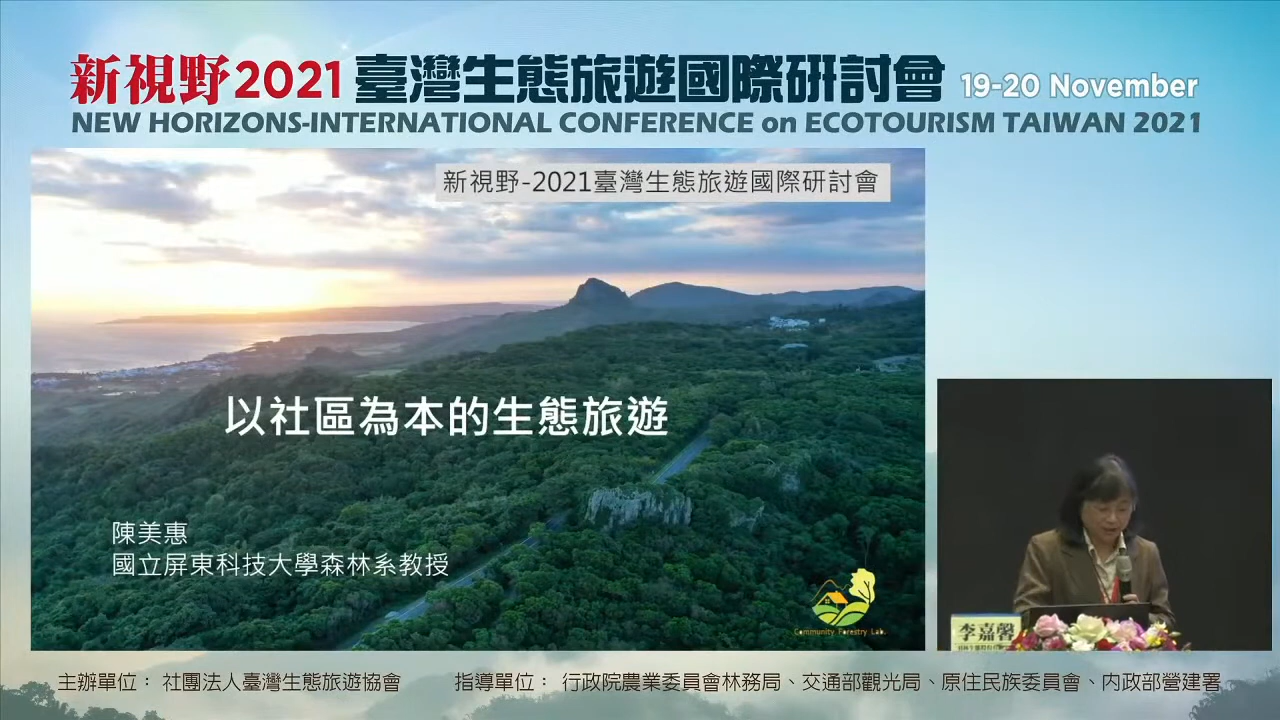 新視野2021臺灣生態旅遊國際研討會 19-20 November
NEW HORIZONS-INTERNATIONAL CONFERENCE on ECOTOURISM TAIWAN 2021
新視野-2021臺灣生態旅遊國際研討會
以社區為本的生態旅遊
陳美惠
國立屏東科技大學森林系教授
Community Forestry Lab.
李嘉馨
主辦單位： 社團法人臺灣生態旅遊協會 指導單位： 行政院農業委員會林務局、交通部觀光局、原住民族委員會、內政部營建署